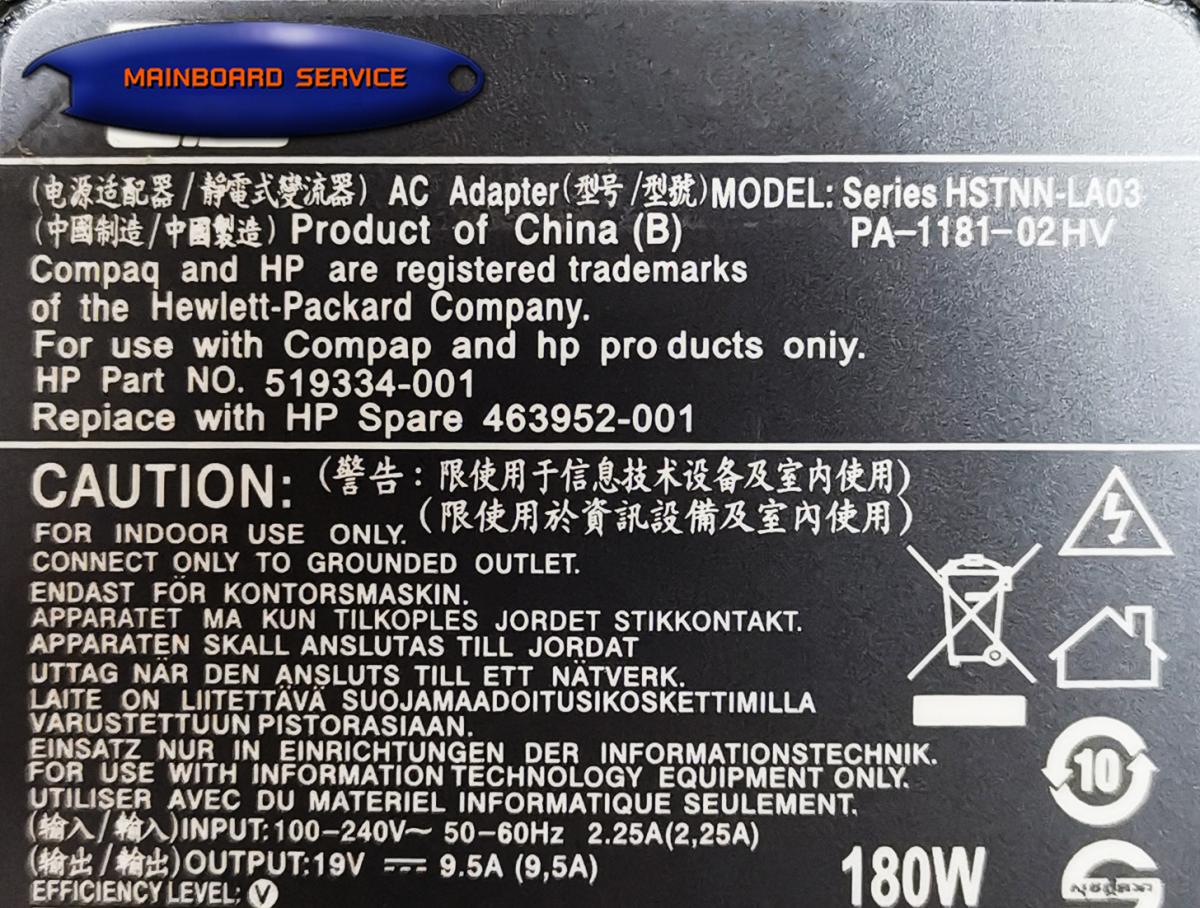 MAINBOARD SERVICE
(电源适配器/靜電式變流器) AC Adapter(型号/型號)MODEL: Series HSTNN-LA03
(中國制造/中國製造) Product of China (B) PA-1181-02HV
Compaq and HP are registered trademarks
of the Hewlett-Packard Company.
For use with Compap and hp pro ducts oniy.
HP Part NO. 519334-001
Repiace with HP Spare 463952-001
CAUTION: (警告:限使用于信息技术设备及室内使用)
(限使用於資訊設備及室內使用)
FOR INDOOR USE ONLY.
CONNECT ONLY TO GROUNDED OUTLET.
ENDAST FÖR KONTORSMASKIN.
APPARATET MA KUN TILKOPLES JORDET STIKKONTAKT.
APPARATEN SKALL ANSLUTAS TILL JORDAT
UTTAG NÄR DEN ANSLUTS TILL ETT NÄTVERK.
LAITE ON LIITETTÄVÄ SUOJAMAADOITUSIKOSKETTIMILLA
VARUSTETTUUN PISTORASIAAN.
EINSATZ NUR IN EINRICHTUNGEN DER INFORMATIONSTECHNIK.
FOR USE WITH INFORMATION TECHNOLOGY EQUIPMENT ONLY.
UTILISER AVEC DU MATERIEL INFORMATIQUE SEULEMENT.
10
(输入/輸入)INPUT:100-240V~ 50-60Hz 2.25A(2,25A)
(输出/輸出)OUTPUT:19V ⎓ 9.5A (9,5A)
180W
EFFICIENCY LEVEL: V